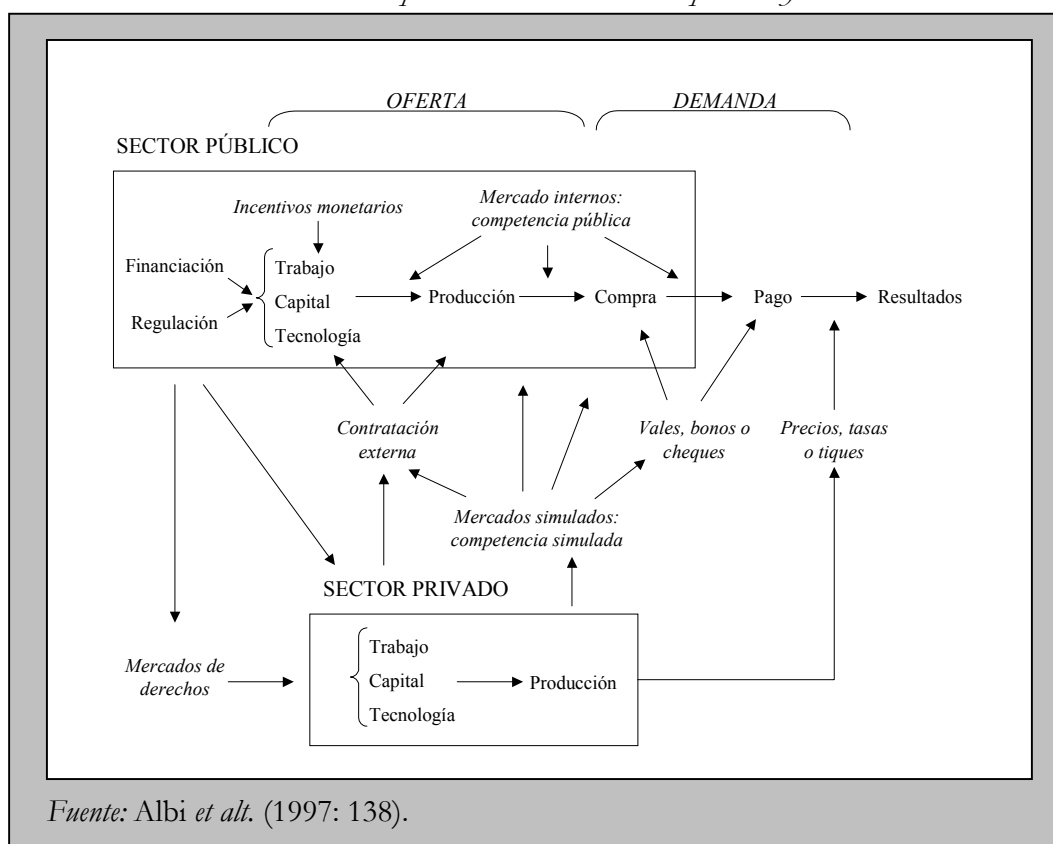 OFERTA
DEMANDA
SECTOR PÚBLICO
Incentivos monetarios
Mercado internos:
competencia pública
Financiación
Regulación
Trabajo
Capital
Tecnología
Producción
Compra
Pago
Resultados
Contratación
externa
Vales, bonos o
cheques
Precios, tasas
o tiques
Mercados simulados:
competencia simulada
SECTOR PRIVADO
Mercados de
derechos
Trabajo
Capital
Tecnología
Producción
Fuente: Albi et alt. (1997: 138).